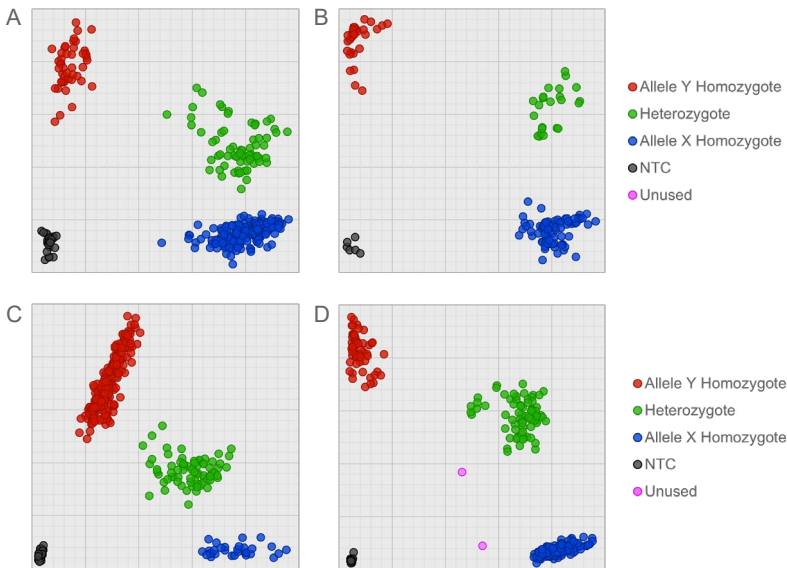 A
B
Allele Y Homozygote
Heterozygote
Allele X Homozygote
NTC
Unused
C
D
Allele Y Homozygote
Heterozygote
Allele X Homozygote
NTC
Unused